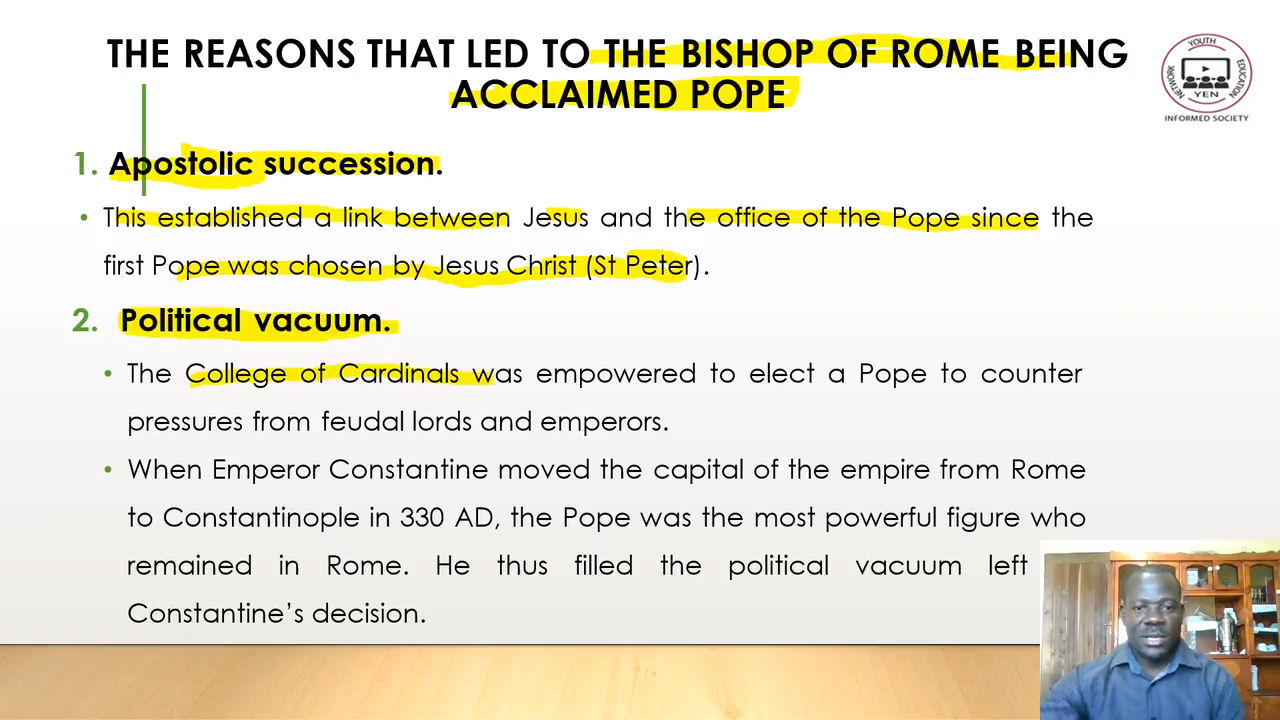 THE REASONS THAT LED TO THE BISHOP OF ROME BEING
ACCLAIMED POPE
YOUTH
EDUCATION
NETWORK
YEN
INFORMED SOCIETY
1. Apostolic succession.
• This established a link between Jesus and the office of the Pope since the
first Pope was chosen by Jesus Christ (St Peter).
2. Political vacuum.
• The College of Cardinals was empowered to elect a Pope to counter
pressures from feudal lords and emperors.
• When Emperor Constantine moved the capital of the empire from Rome
to Constantinople in 330 AD, the Pope was the most powerful figure who
remained in Rome. He thus filled the political vacuum left
Constantine's decision.